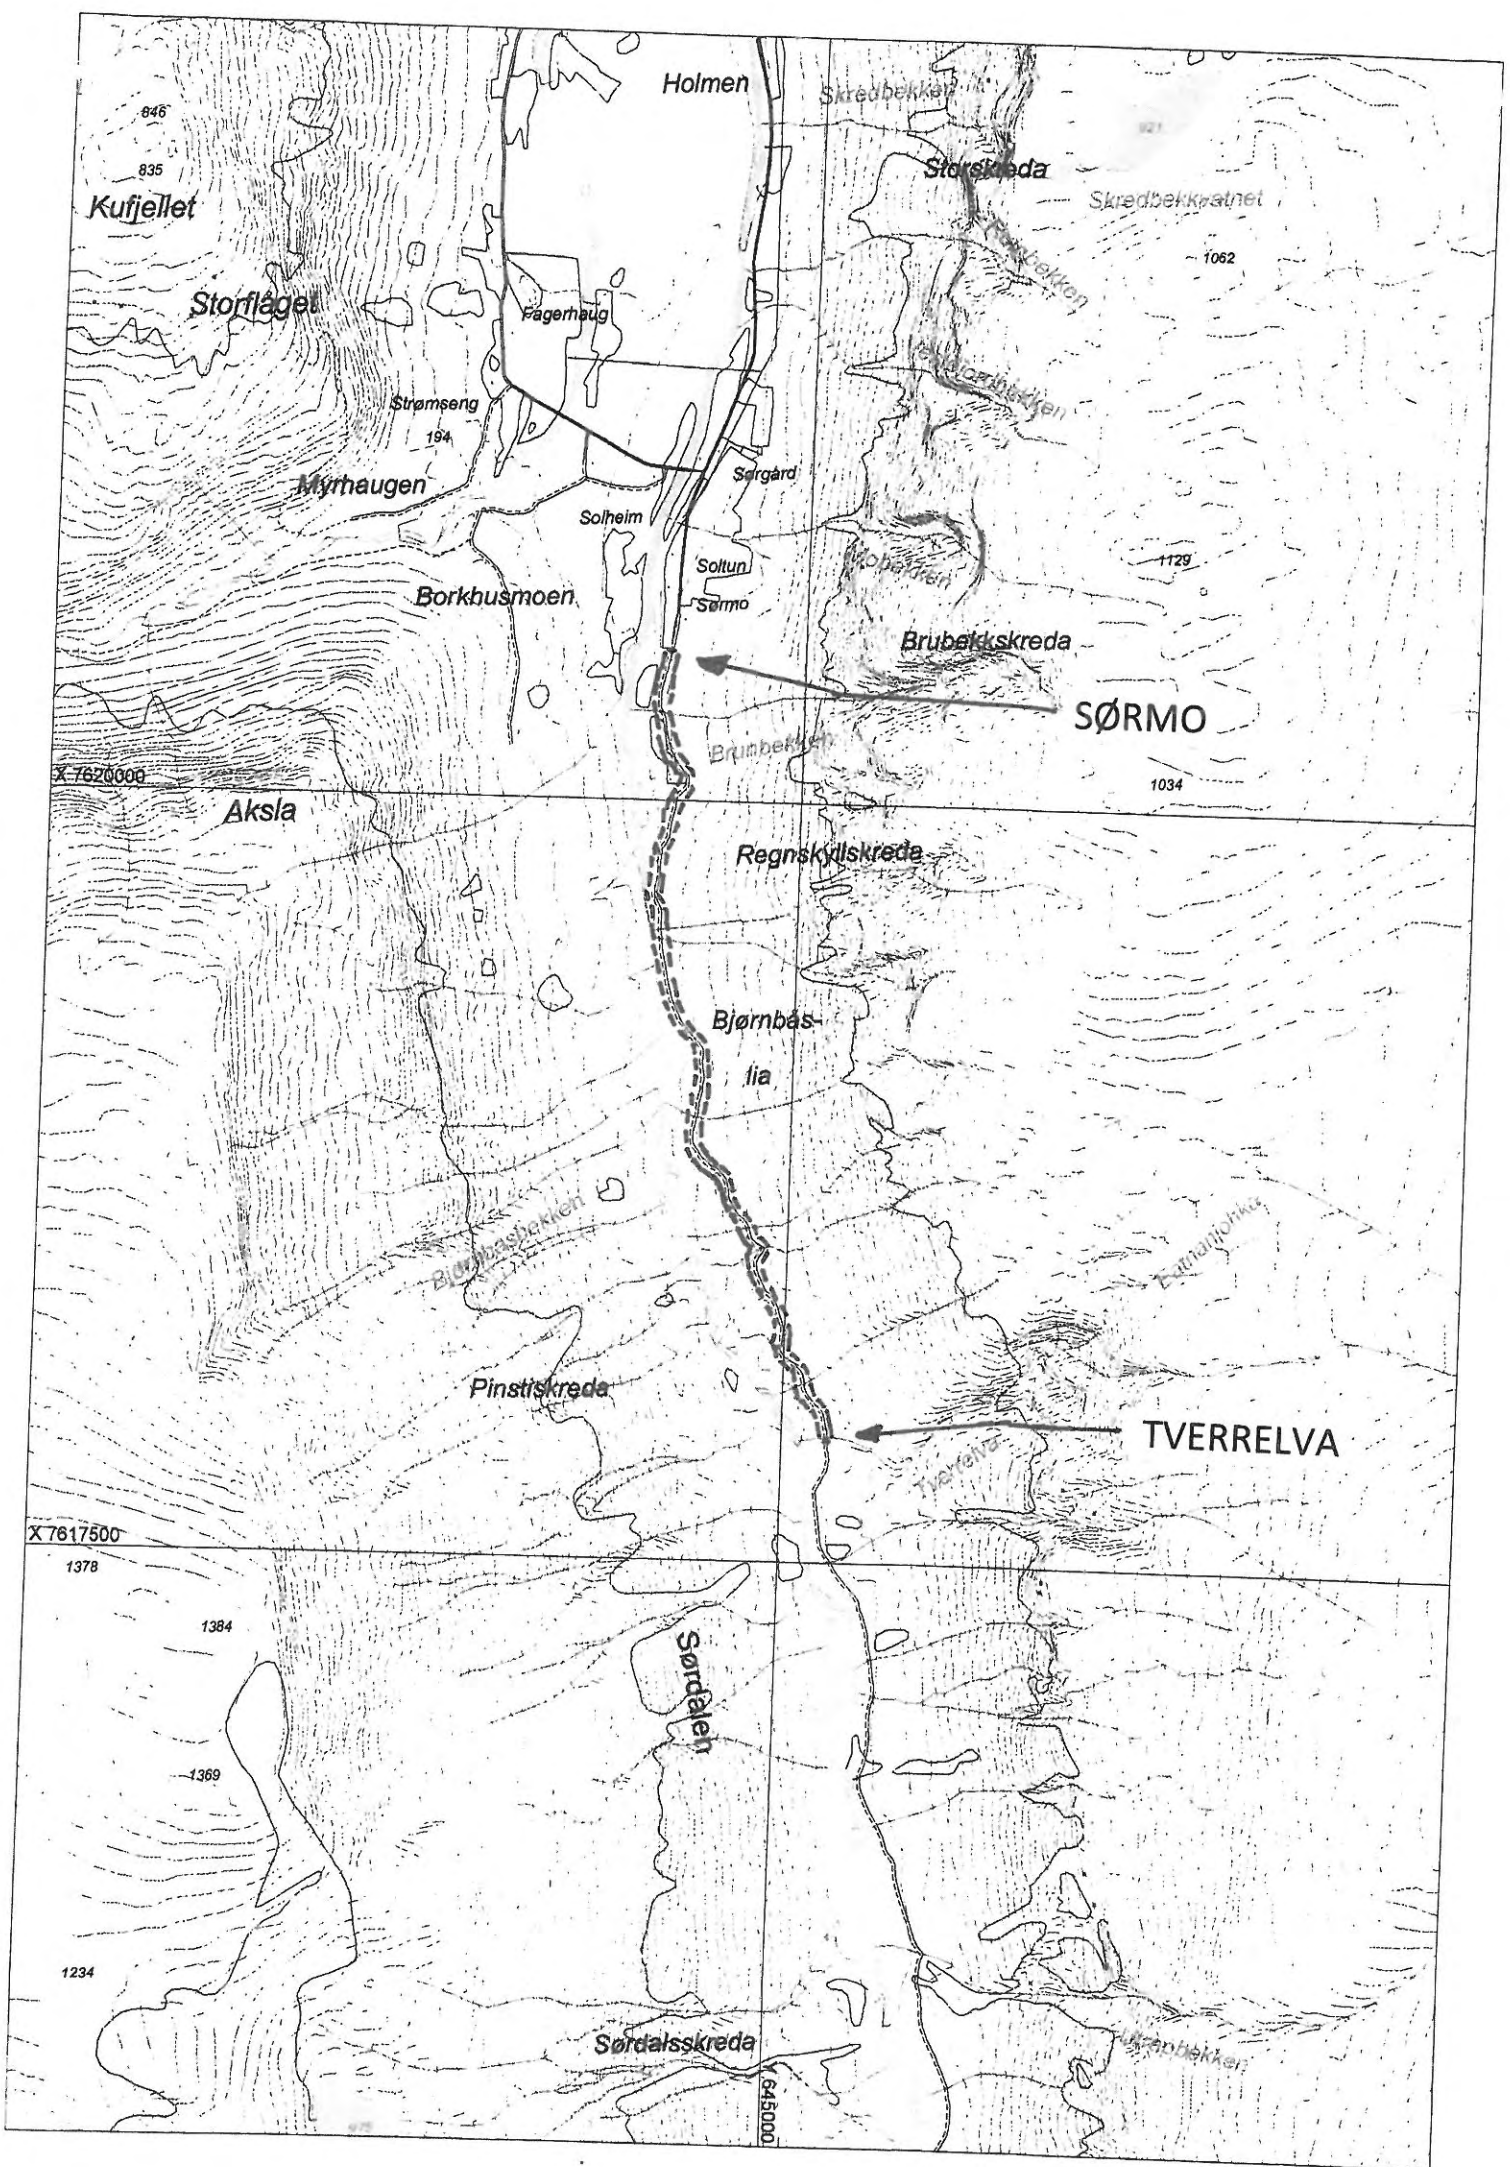 Holmen
Skredbekken
846
921
835
Storskreda
Kufjellet
Skredbekkvatnet
1062
Storflåget
Fagerhaug
Strømseng
194
Myrhaugen
Sørgård
Solheim
Soltun
1129
Borkhusmoen
Sørmo
Brubekkskreda
SØRMO
Brunbekken
X 7620000
1034
Aksla
Regnskyllskreda
Bjørnbås-
lia
Bjørnbåsbekken
Pinstiskreda
TVERRELVA
Tverrelva
X 7617500
1378
1384
Sørdalen
1369
1234
Sørdalsskreda
Y 645000